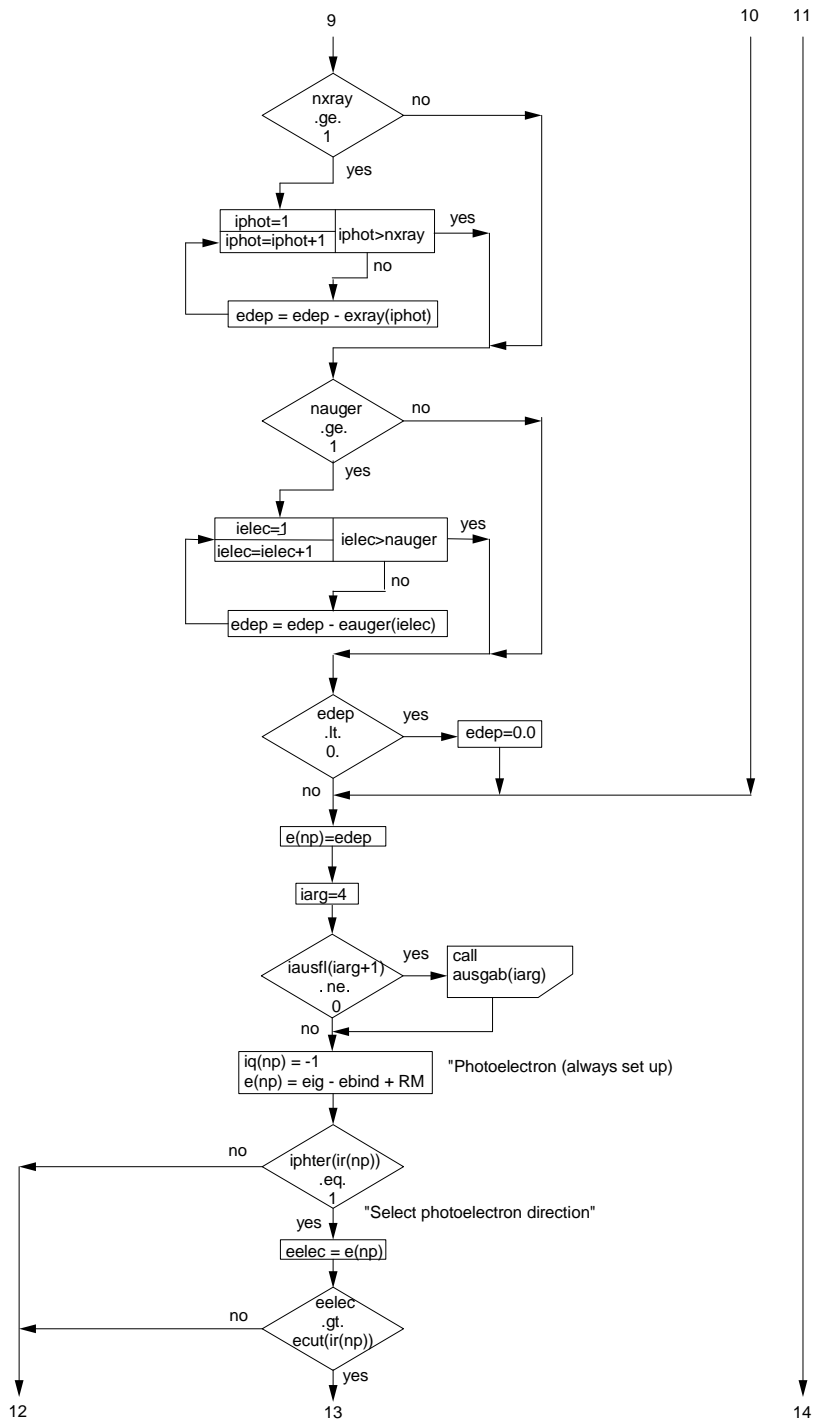 9
10
11
nxray
.ge.
1
no
yes
iphot=1
iphot=iphot+1
iphot>nxray
yes
no
edep = edep - exray(iphot)
nauger
.ge.
1
no
yes
ielec=1
ielec=ielec+1
ielec>nauger
yes
no
edep = edep - eauger(ielec)
edep
.lt.
0.
yes
edep=0.0
no
e(np)=edep
iarg=4
iausfl(iarg+1)
.ne.
0
yes
call
ausgab(iarg)
no
iq(np) = -1
e(np) = eig - ebind + RM
"Photoelectron (always set up)
no
iphter(ir(np))
.eq.
1
"Select photoelectron direction"
yes
eelec = e(np)
no
eelec
.gt.
ecut(ir(np))
yes
12
13
14